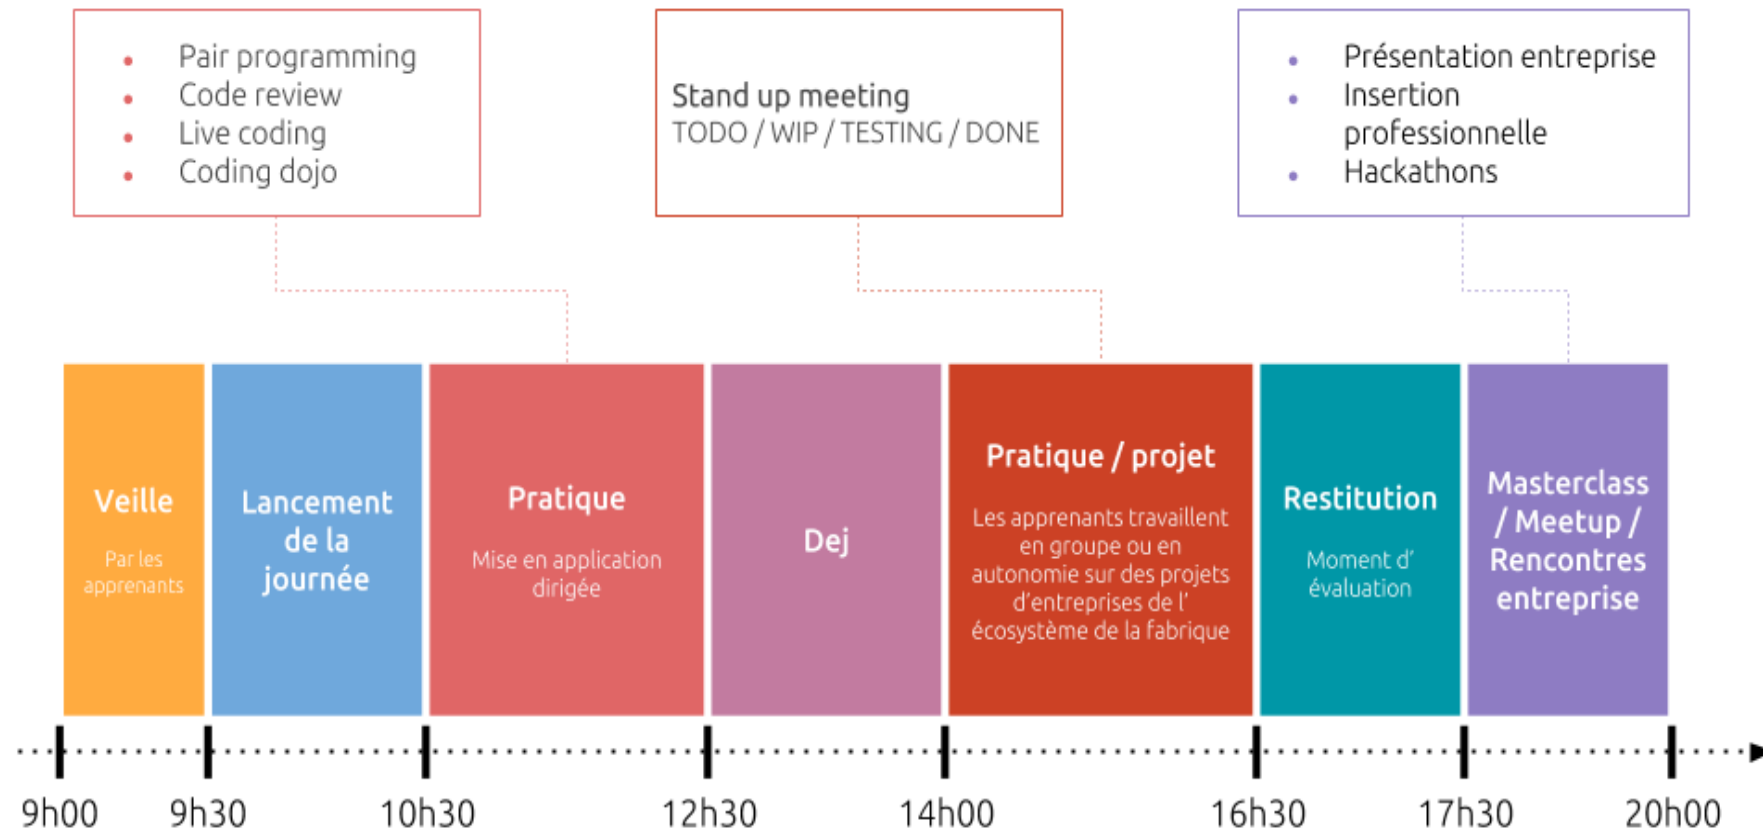 Pair programming
Code review
Live coding
Coding dojo
Stand up meeting
TODO / WIP / TESTING / DONE
Présentation entreprise
Insertion
professionnelle
Hackathons
Veille
Par les
apprenants
Lancement
de la
journée
Pratique
Mise en application
dirigée
Dej
Pratique / projet
Les apprenants travaillent
en groupe ou en
autonomie sur des projets
d'entreprises de l'
écosystème de la fabrique
Restitution
Moment d'
évaluation
Masterclass
/ Meetup /
Rencontres
entreprise
9h00
9h30
10h30
12h30
14h00
16h30
17h30
20h00